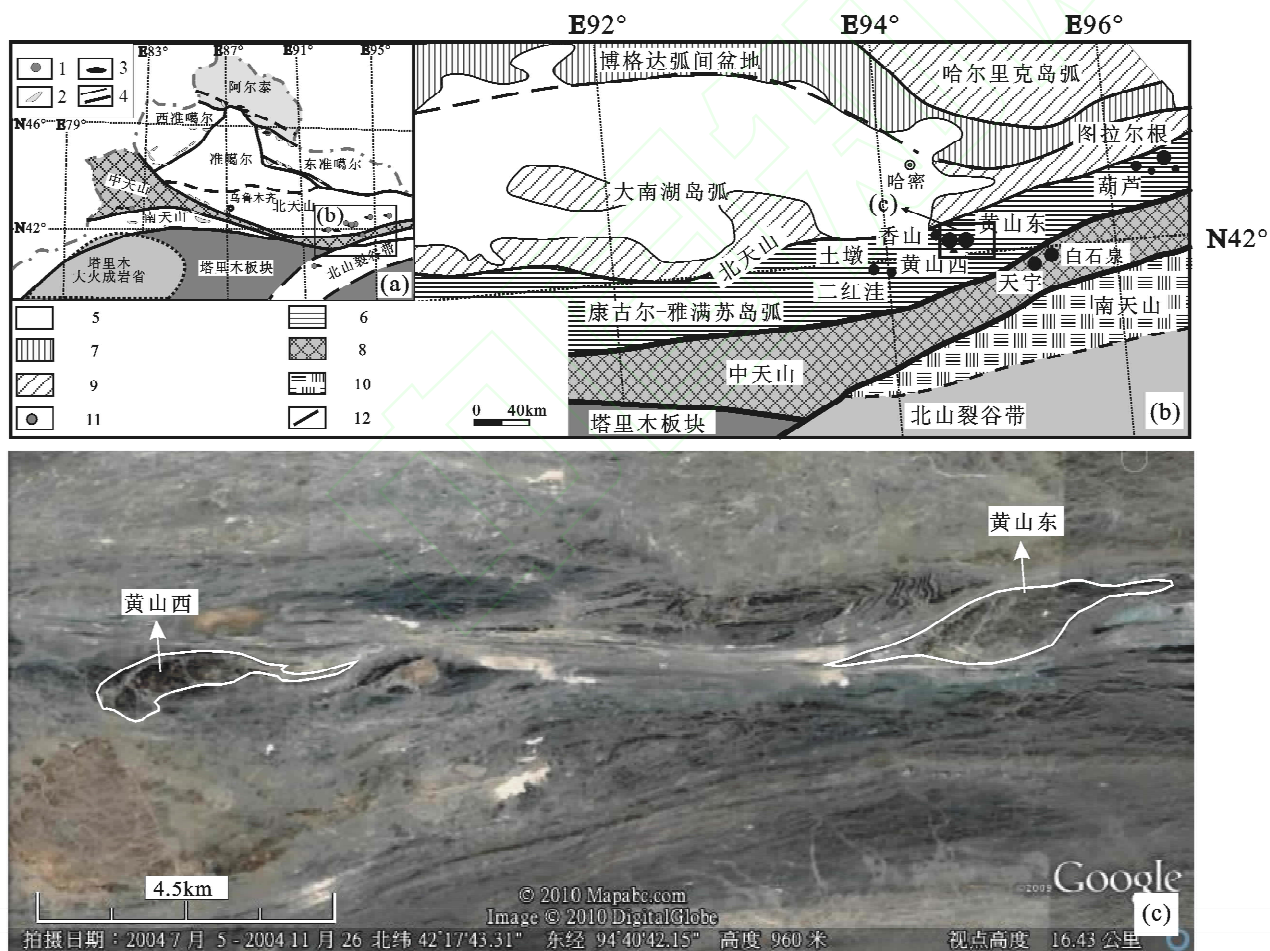 E92° E94° E96°
E83° E87° E91° E95°
1 3
2 4
阿尔泰
N46° E79°
西准噶尔
准噶尔
东准噶尔
中天山
乌鲁木齐
北天山
南天山
(b)
N42°
塔里木
大火成岩省
塔里木板块
北山裂谷带
(a)
5 6
7 8
9 10
11 12
博格达弧间盆地
哈尔里克岛弧
图拉尔根
哈密
葫芦
大南湖岛弧
(c)
黄山东
香山
N42°
北天山
土墩
黄山西
白石泉
天宁
二红洼
南天山
康古尔-雅满苏岛弧
中天山
0 40km
塔里木板块
北山裂谷带
(b)
黄山东
黄山西
4.5km
© 2010 Mapabc.com
Image © 2010 DigitalGlobe
©2009 Google
(c)
拍摄日期：2004 7 月 5 - 2004 11 月 26 北纬 42°17'43.31" 东经 94°40'42.15" 高度 960 米 视点高度 16.43 公里